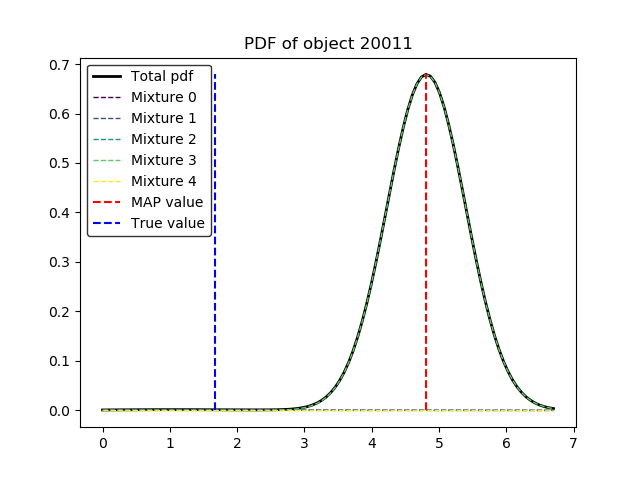 PDF of object 20011
0.7
0.6
0.5
0.4
0.3
0.2
0.1
0.0
Total pdf
Mixture 0
Mixture 1
Mixture 2
Mixture 3
Mixture 4
MAP value
True value
0 1 2 3 4 5 6 7